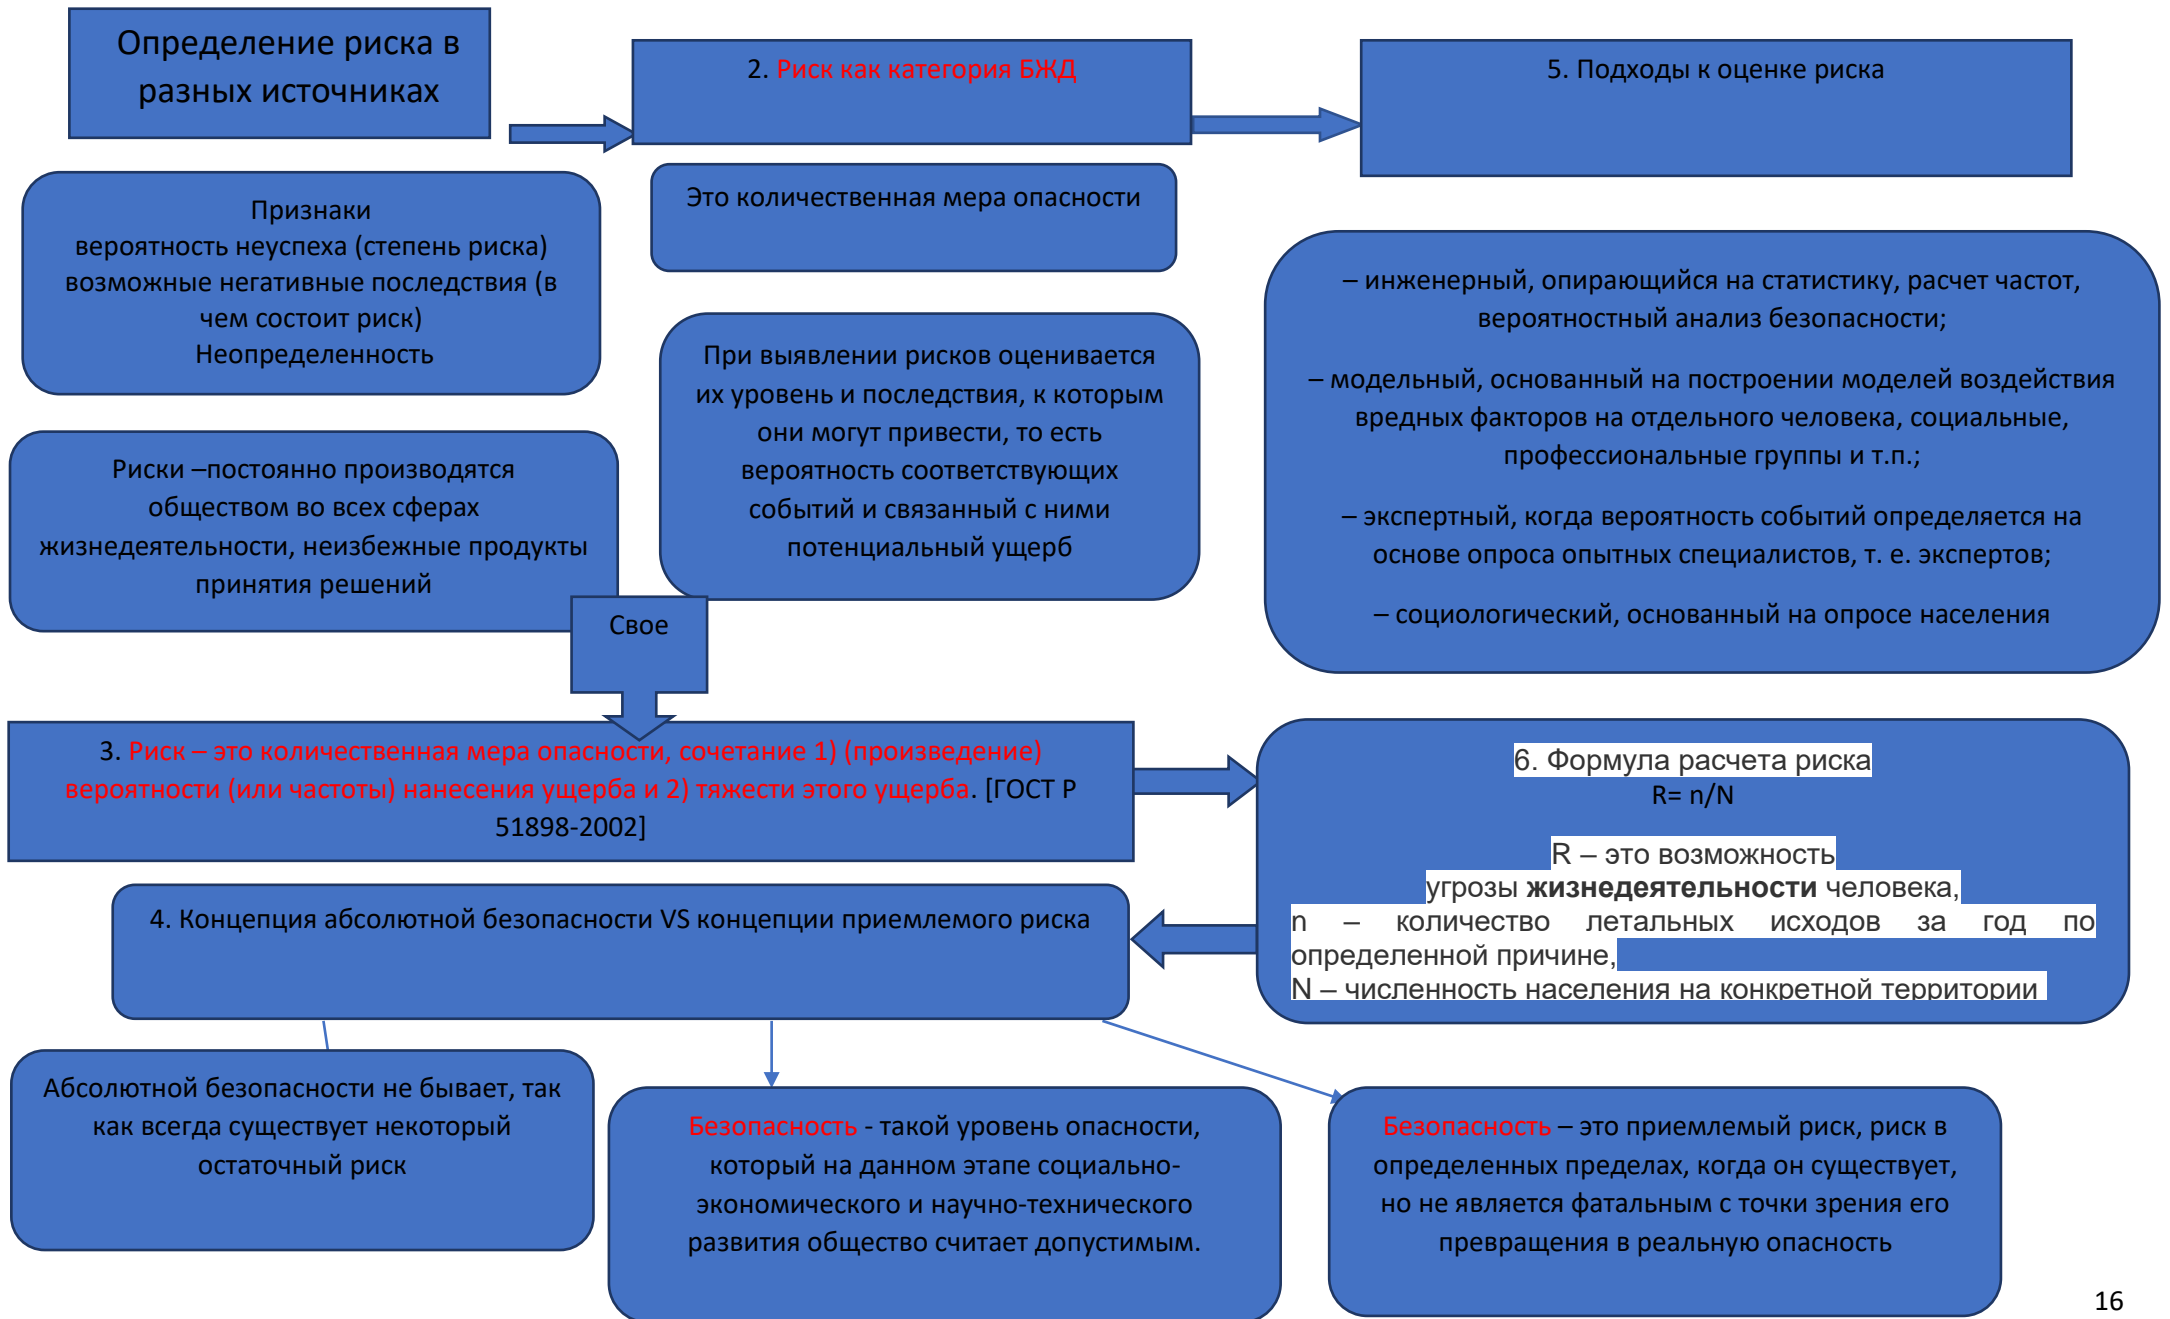 Определение риска в
разных источниках
2. Риск как категория БЖД
5. Подходы к оценке риска
Признаки
вероятность неуспеха (степень риска)
возможные негативные последствия (в
чем состоит риск)
Неопределенность
Это количественная мера опасности
– инженерный, опирающийся на статистику, расчет частот,
вероятностный анализ безопасности;
– модельный, основанный на построении моделей воздействия
вредных факторов на отдельного человека, социальные,
профессиональные группы и т.п.;
– экспертный, когда вероятность событий определяется на
основе опроса опытных специалистов, т. е. экспертов;
– социологический, основанный на опросе населения
При выявлении рисков оценивается
их уровень и последствия, к которым
они могут привести, то есть
вероятность соответствующих
событий и связанный с ними
потенциальный ущерб
Риски –постоянно производятся
обществом во всех сферах
жизнедеятельности, неизбежные продукты
принятия решений
Свое
3. Риск – это количественная мера опасности, сочетание 1) (произведение)
вероятности (или частоты) нанесения ущерба и 2) тяжести этого ущерба. [ГОСТ Р
51898-2002]
6. Формула расчета риска
R= n/N
R – это возможность
угрозы жизнедеятельности человека,
n – количество летальных исходов за год по
определенной причине,
N – численность населения на конкретной территории
4. Концепция абсолютной безопасности VS концепции приемлемого риска
Абсолютной безопасности не бывает, так
как всегда существует некоторый
остаточный риск
Безопасность - такой уровень опасности,
который на данном этапе социально-
экономического и научно-технического
развития общество считает допустимым.
Безопасность – это приемлемый риск, риск в
определенных пределах, когда он существует,
но не является фатальным с точки зрения его
превращения в реальную опасность
16